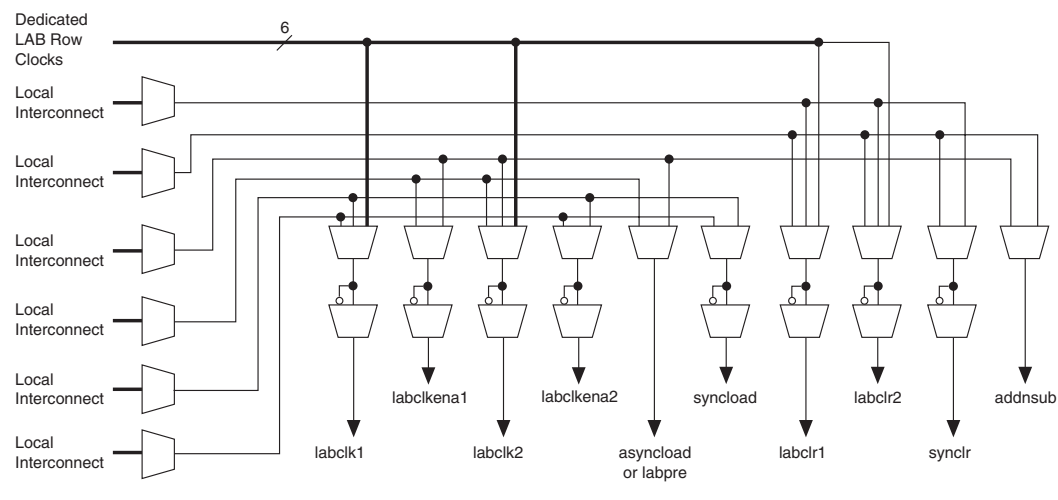 Dedicated
LAB Row
Clocks
6
Local
Interconnect
Local
Interconnect
Local
Interconnect
Local
Interconnect
Local
Interconnect
Local
Interconnect
labclkena1
labclkena2
syncload
labclr2
addnsub
labclk1
labclk2
asyncload
or labpre
labclr1
synclr